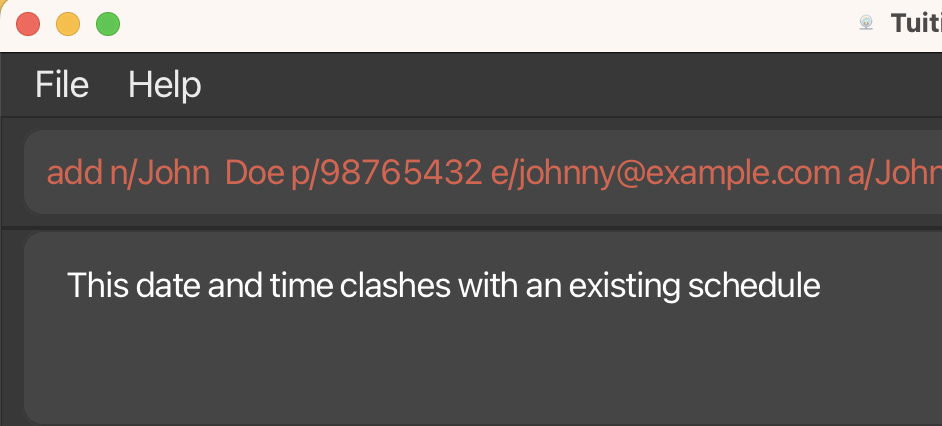 Tuiti
File Help
add n/John  Doe p/98765432 e/johnny@example.com a/John
This date and time clashes with an existing schedule